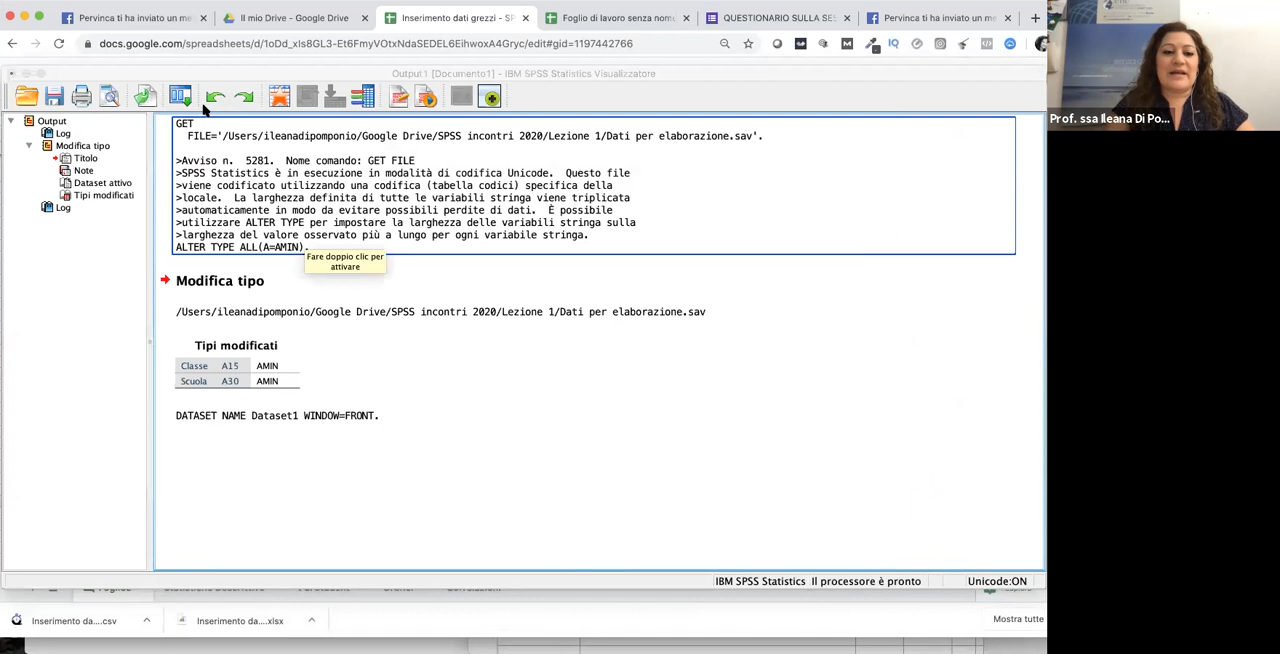 Pervinca ti ha inviato un me
Il mio Drive - Google Drive
Inserimento dati grezzi - SP
Foglio di lavoro senza nome
QUESTIONARIO SULLA SE
Pervinca ti ha inviato un me
docs.google.com/spreadsheets/d/1oDd_xIs8GL3-Et6FmyVOtxNdaSEDEL6EihwoxA4Gryc/edit#gid=1197442766
Output1 [Documento1] - IBM SPSS Statistics Visualizzatore
Output
Log
Modifica tipo
Titolo
Note
Dataset attivo
Tipi modificati
Log
GET
FILE='/Users/ileanadipomponio/Google Drive/SPSS incontri 2020/Lezione 1/Dati per elaborazione.sav'.
>Avviso n. 5281. Nome comando: GET FILE
>SPSS Statistics è in esecuzione in modalità di codifica Unicode. Questo file
>viene codificato utilizzando una codifica (tabella codici) specifica della
>locale. La larghezza definita di tutte le variabili stringa viene triplicata
>automaticamente in modo da evitare possibili perdite di dati. È possibile
>utilizzare ALTER TYPE per impostare la larghezza delle variabili stringa sulla
>larghezza del valore osservato più a lungo per ogni variabile stringa.
ALTER TYPE ALL(A=AMIN).
Fare doppio clic per
attivare
Modifica tipo
/Users/ileanadipomponio/Google Drive/SPSS incontri 2020/Lezione 1/Dati per elaborazione.sav
Tipi modificati
Classe A15 AMIN
Scuola A30 AMIN
DATASET NAME Dataset1 WINDOW=FRONT.
IBM SPSS Statistics Il processore è pronto
Unicode:ON
Inserimento da....csv
Inserimento da....xlsx
Mostra tutte
Prof. ssa Ileana Di Po...